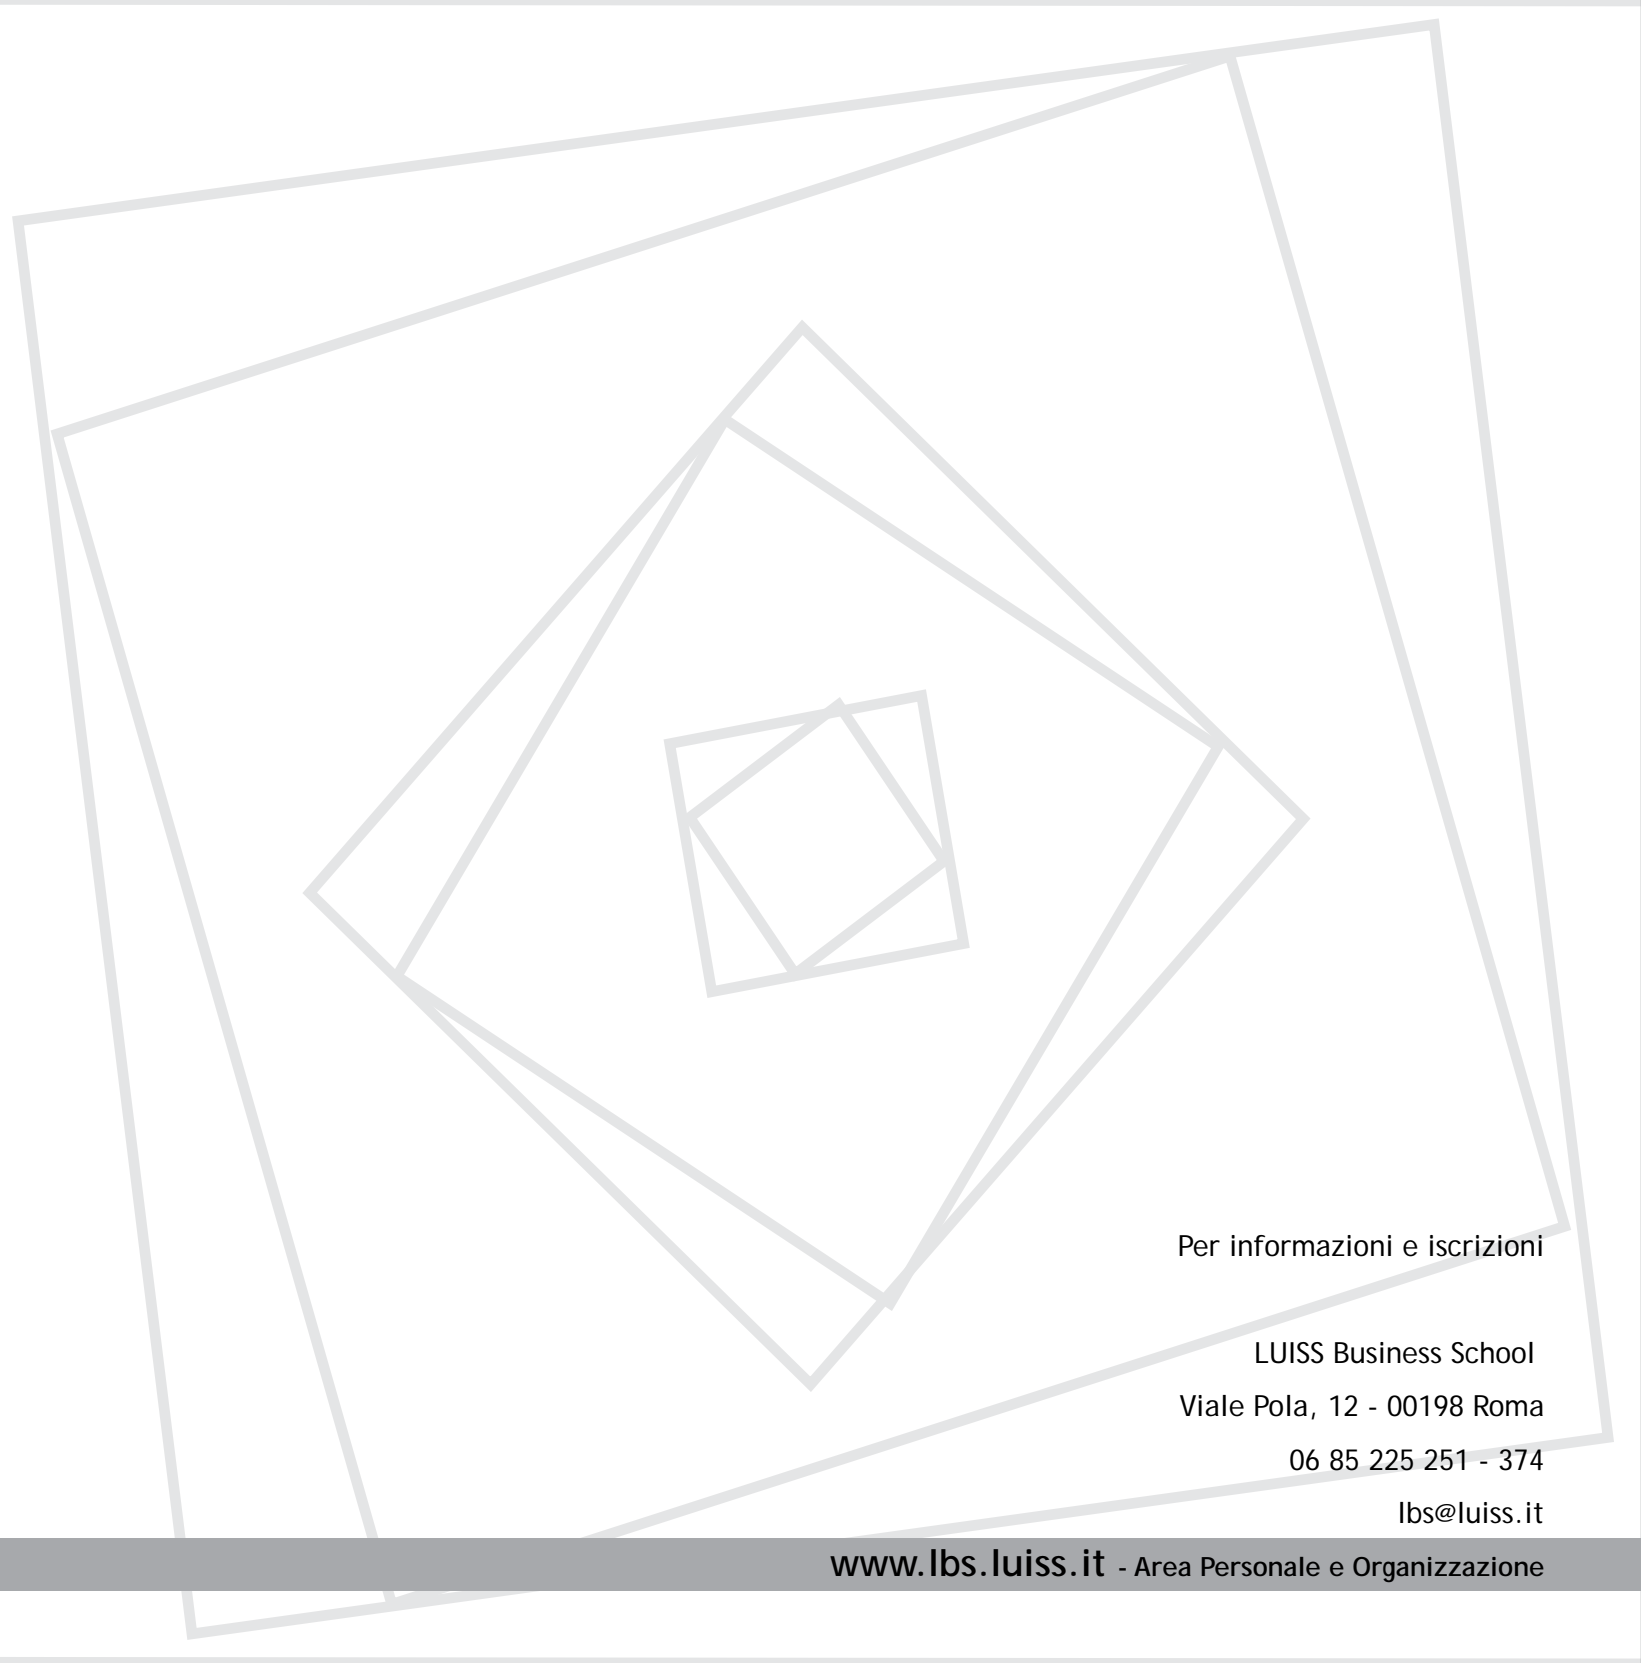 Per informazioni e iscrizioni
LUISS Business School
Viale Pola, 12 - 00198 Roma
06 85 225 251 - 374
lbs@luiss.it
www.lbs.luiss.it - Area Personale e Organizzazione